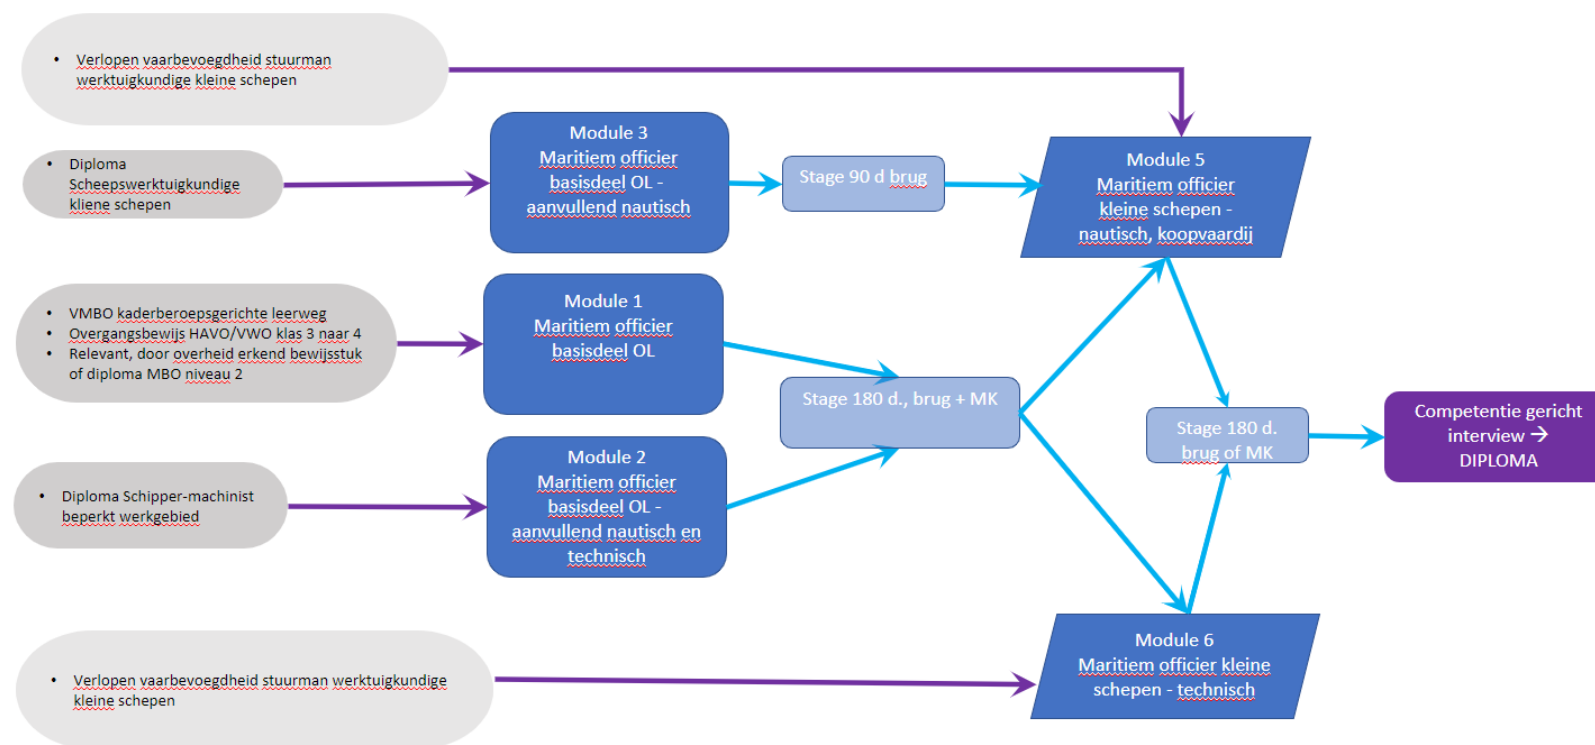 • Verlopen vaarbevoegdheid stuurman
werktuigkundige kleine schepen
• Diploma
Scheepswerktuigkundige
kliene schepen
Module 3
Maritiem officier
basisdeel OL -
aanvullend nautisch
Stage 90 d brug
Module 5
Maritiem officier
kleine schepen -
nautisch, koopvaardij
• VMBO kaderberoepsgerichte leerweg
• Overgangsbewijs HAVO/VWO klas 3 naar 4
• Relevant, door overheid erkend bewijsstuk
of diploma MBO niveau 2
Module 1
Maritiem officier
basisdeel OL
Stage 180 d., brug + MK
Stage 180 d.
brug of MK
Competentie gericht
interview →
DIPLOMA
• Diploma Schipper-machinist
beperkt werkgebied
Module 2
Maritiem officier
basisdeel OL -
aanvullend nautisch en
technisch
• Verlopen vaarbevoegdheid stuurman werktuigkundige
kleine schepen
Module 6
Maritiem officier kleine
schepen - technisch